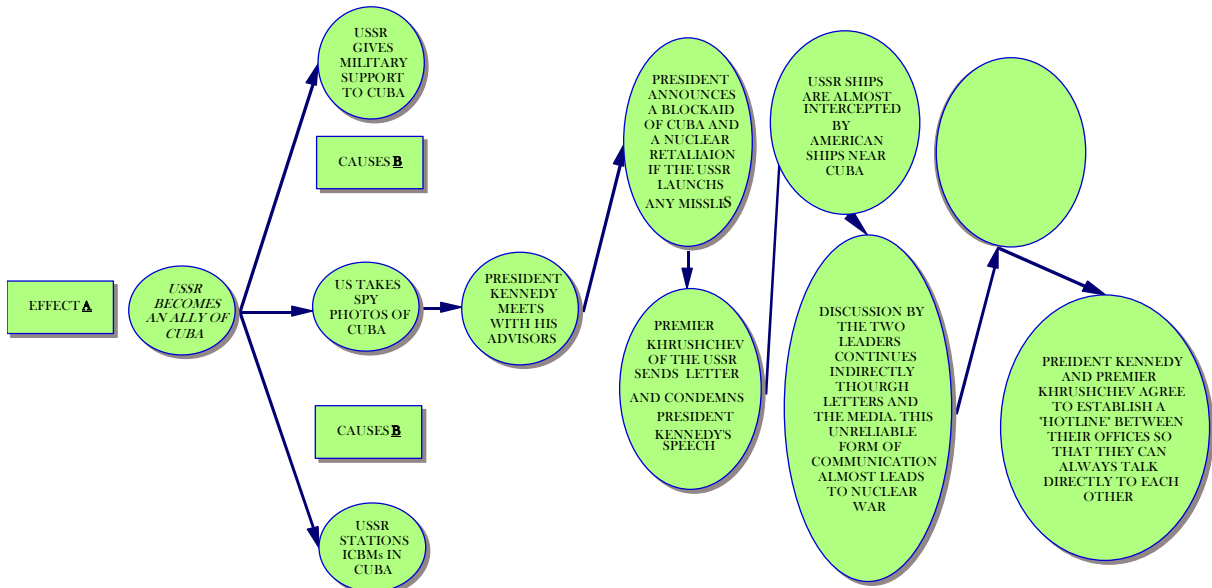 USSR
GIVES
MILITARY
SUPPORT
TO CUBA
CAUSES B
EFFECT A
USSR
BECOMES
AN ALLY OF
CUBA
US TAKES
SPY
PHOTOS OF
CUBA
CAUSES B
USSR
STATIONS
ICBMs IN
CUBA
PRESIDENT
KENNEDY
MEETS
WITH HIS
ADVISORS
PRESIDENT
ANNOUNCES
A BLOCKAID
OF CUBA AND
A NUCLEAR
RETALIAION
IF THE USSR
LAUNCHS
ANY MISSLIS
PREMIER
KHRUSHCHEV
OF THE USSR
SENDS LETTER
AND CONDEMNS
PRESIDENT
KENNEDY'S
SPEECH
USSR SHIPS
ARE ALMOST
INTERCEPTED
BY
AMERICAN
SHIPS NEAR
CUBA
DISCUSSION BY
THE TWO
LEADERS
CONTINUES
INDIRECTLY
THOURGH
LETTERS AND
THE MEDIA. THIS
UNRELIABLE
FORM OF
COMMUNICATION
ALMOST LEADS
TO NUCLEAR
WAR
PREIDENT KENNEDY
AND PREMIER
KHRUSHCHEV AGREE
TO ESTABLISH A
"HOTLINE" BETWEEN
THEIR OFFICES SO
THAT THEY CAN
ALWAYS TALK
DIRECTLY TO EACH
OTHER